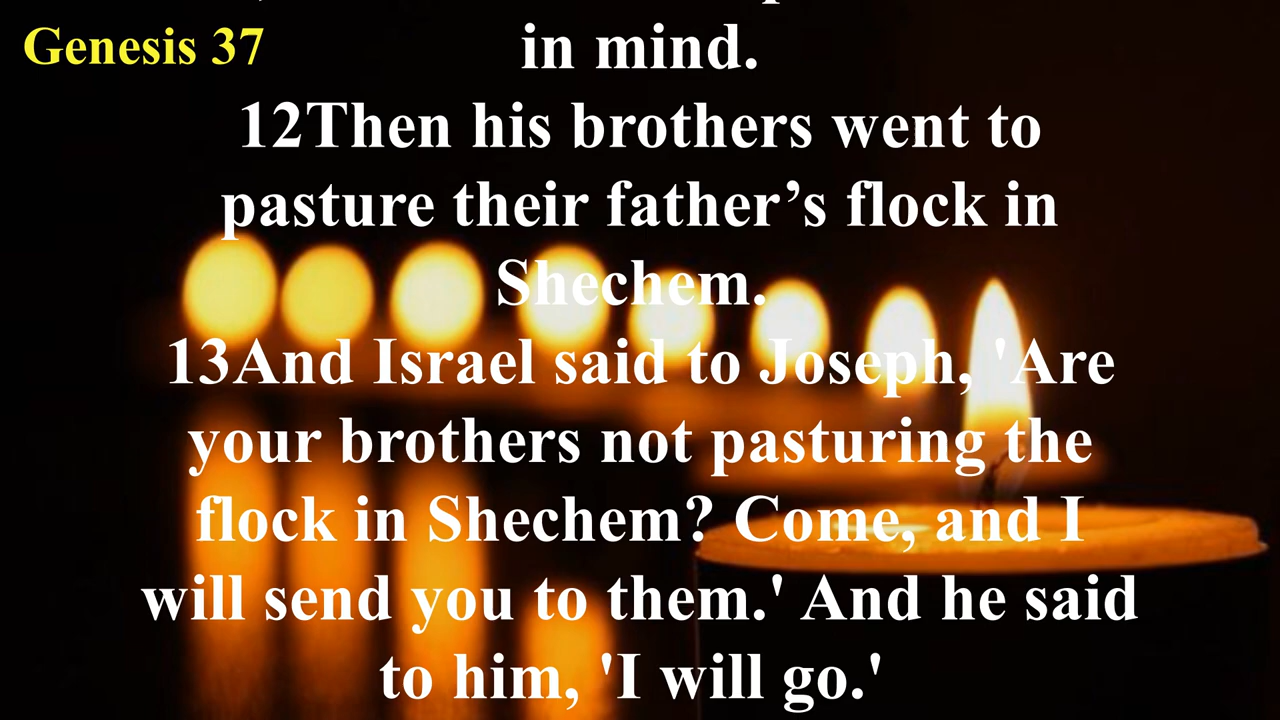 Genesis 37
in mind.
12Then his brothers went to
pasture their father’s flock in
Shechem.
13And Israel said to Joseph, 'Are
your brothers not pasturing the
flock in Shechem? Come, and I
will send you to them.' And he said
to him, 'I will go.'